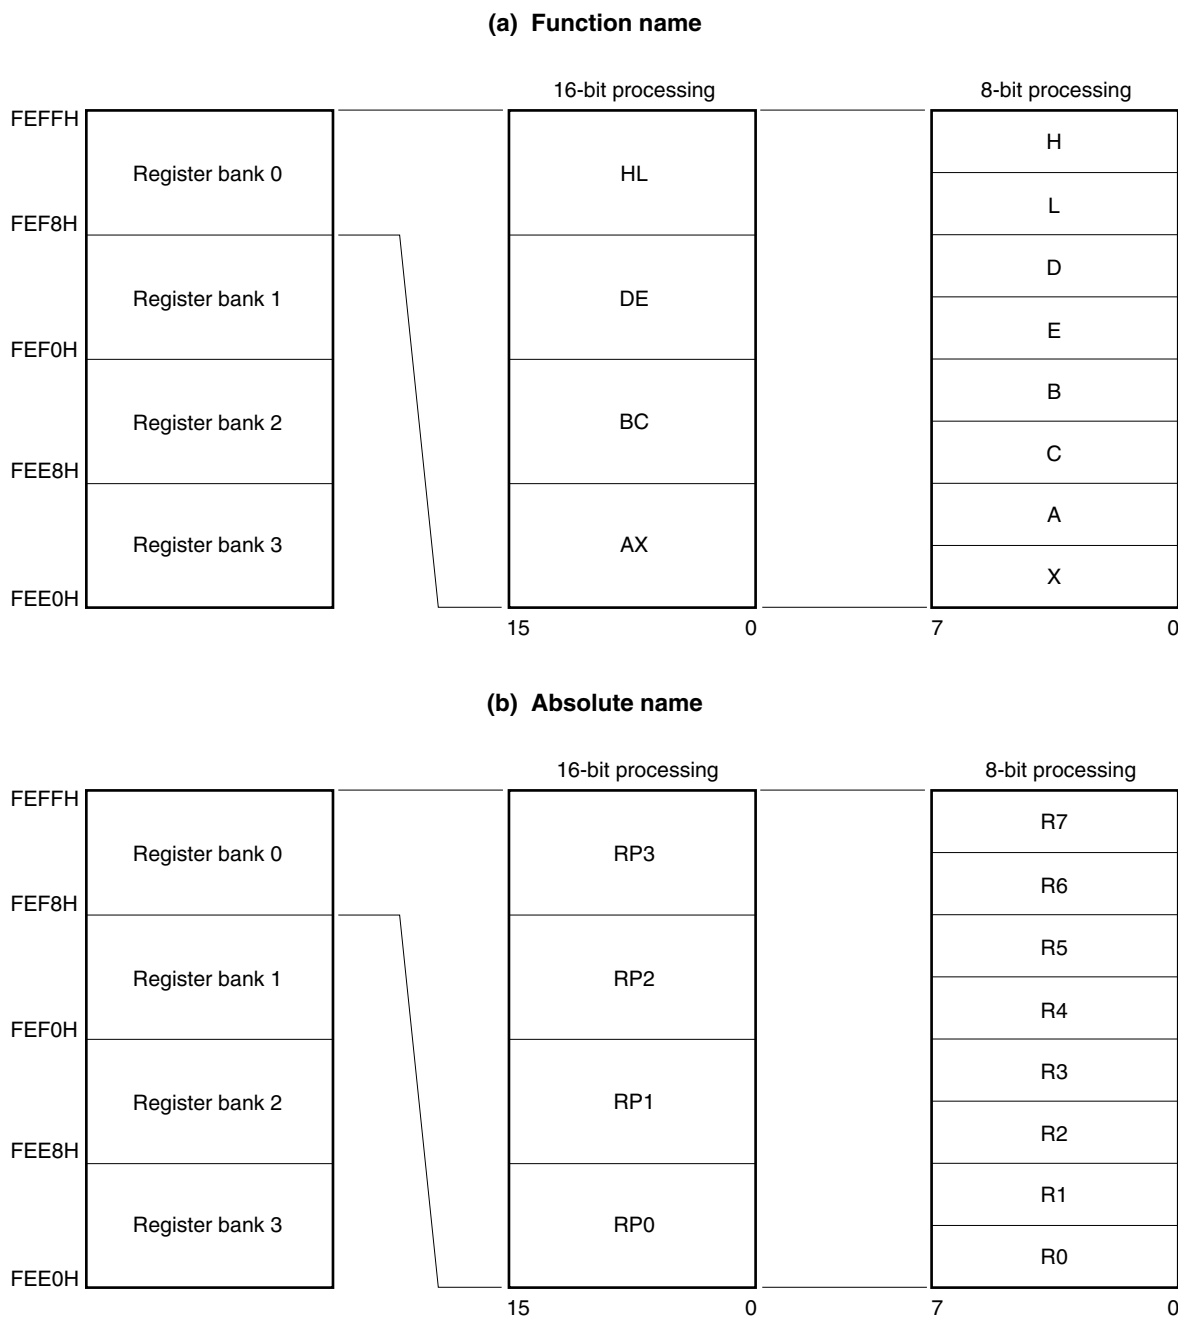 (a) Function name
16-bit processing 8-bit processing
FEFFH
H
Register bank 0 HL
L
FEF8H
D
Register bank 1 DE
E
FEF0H
B
Register bank 2 BC
C
FEE8H
A
Register bank 3 AX
X
FEE0H
15 0 7 0
(b) Absolute name
16-bit processing 8-bit processing
FEFFH
R7
Register bank 0 RP3
R6
FEF8H
R5
Register bank 1 RP2
R4
FEF0H
R3
Register bank 2 RP1
R2
FEE8H
R1
Register bank 3 RP0
R0
FEE0H
15 0 7 0